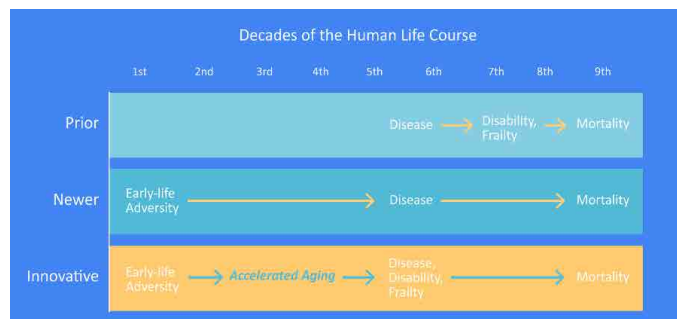 Decades of the Human Life Course
1st 2nd 3rd 4th 5th 6th 7th 8th 9th
Prior
Disease
Disability,
Frailty
Mortality
Newer
Early-life
Adversity
Disease
Mortality
Innovative
Early-life
Adversity
Accelerated Aging
Disease,
Disability,
Frailty
Mortality